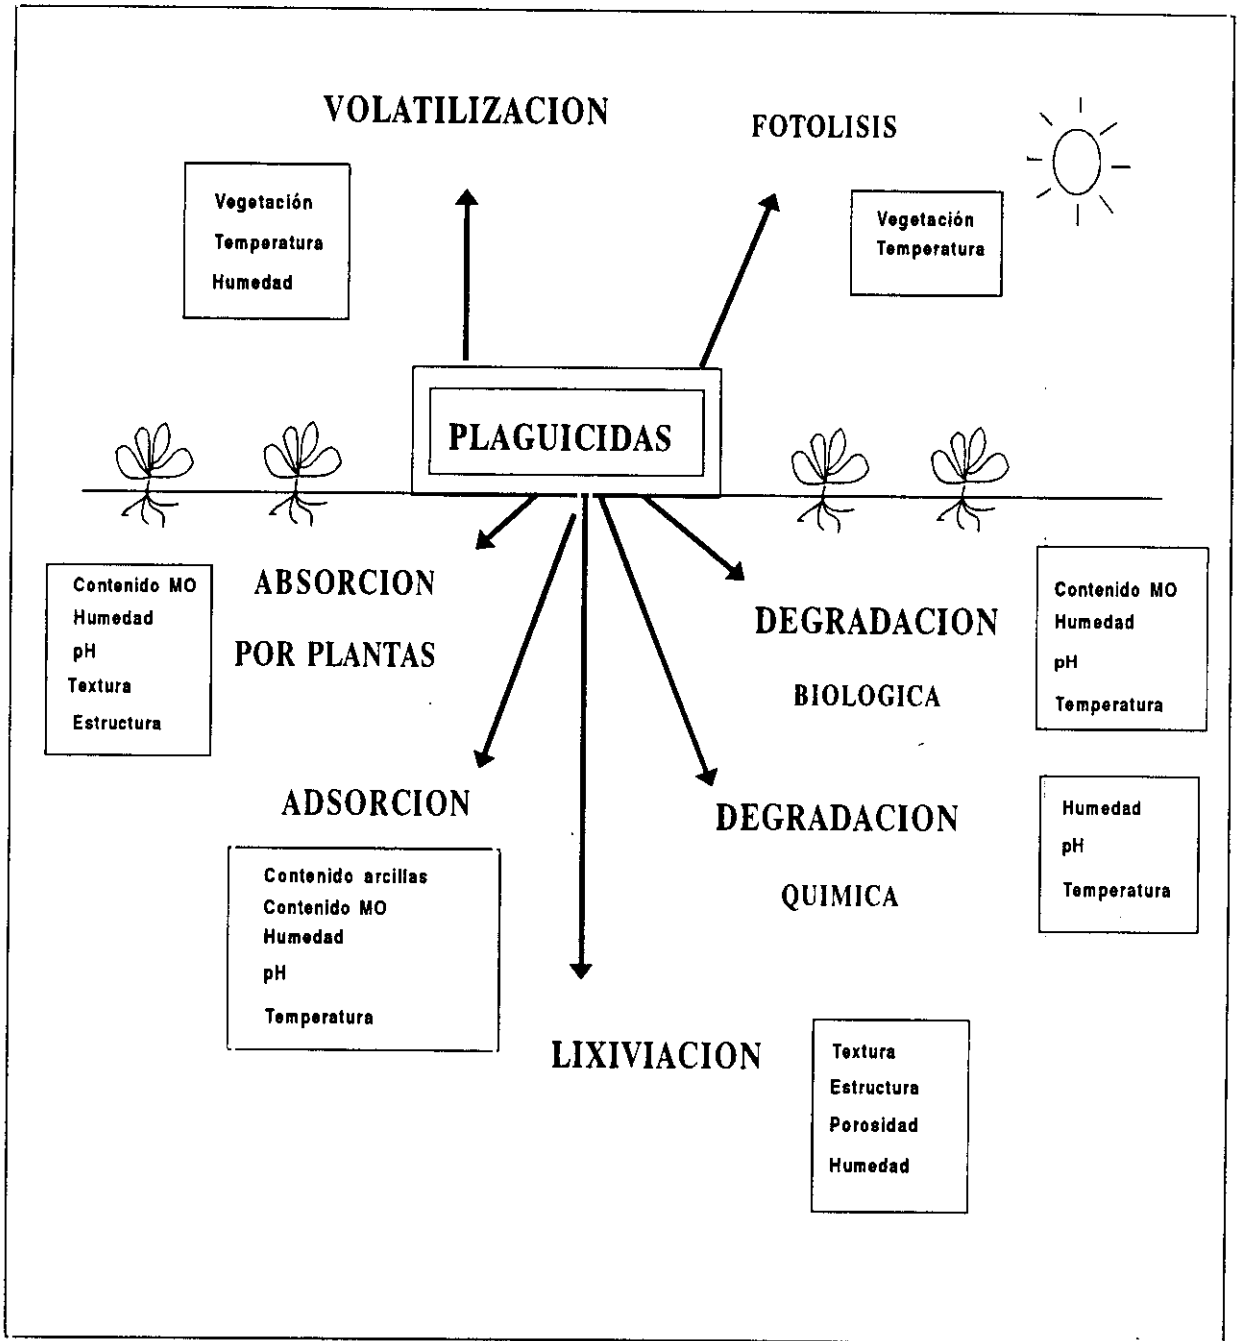 VOLATILIZACION
FOTOLISIS
Vegetación
Temperatura
Humedad
Vegetación
Temperatura
PLAGUICIDAS
ABSORCION
POR PLANTAS
Contenido MO
Humedad
pH
Textura
Estructura
DEGRADACION
BIOLOGICA
Contenido MO
Humedad
pH
Temperatura
ADSORCION
Contenido arcillas
Contenido MO
Humedad
pH
Temperatura
DEGRADACION
QUIMICA
Humedad
pH
Temperatura
LIXIVIACION
Textura
Estructura
Porosidad
Humedad